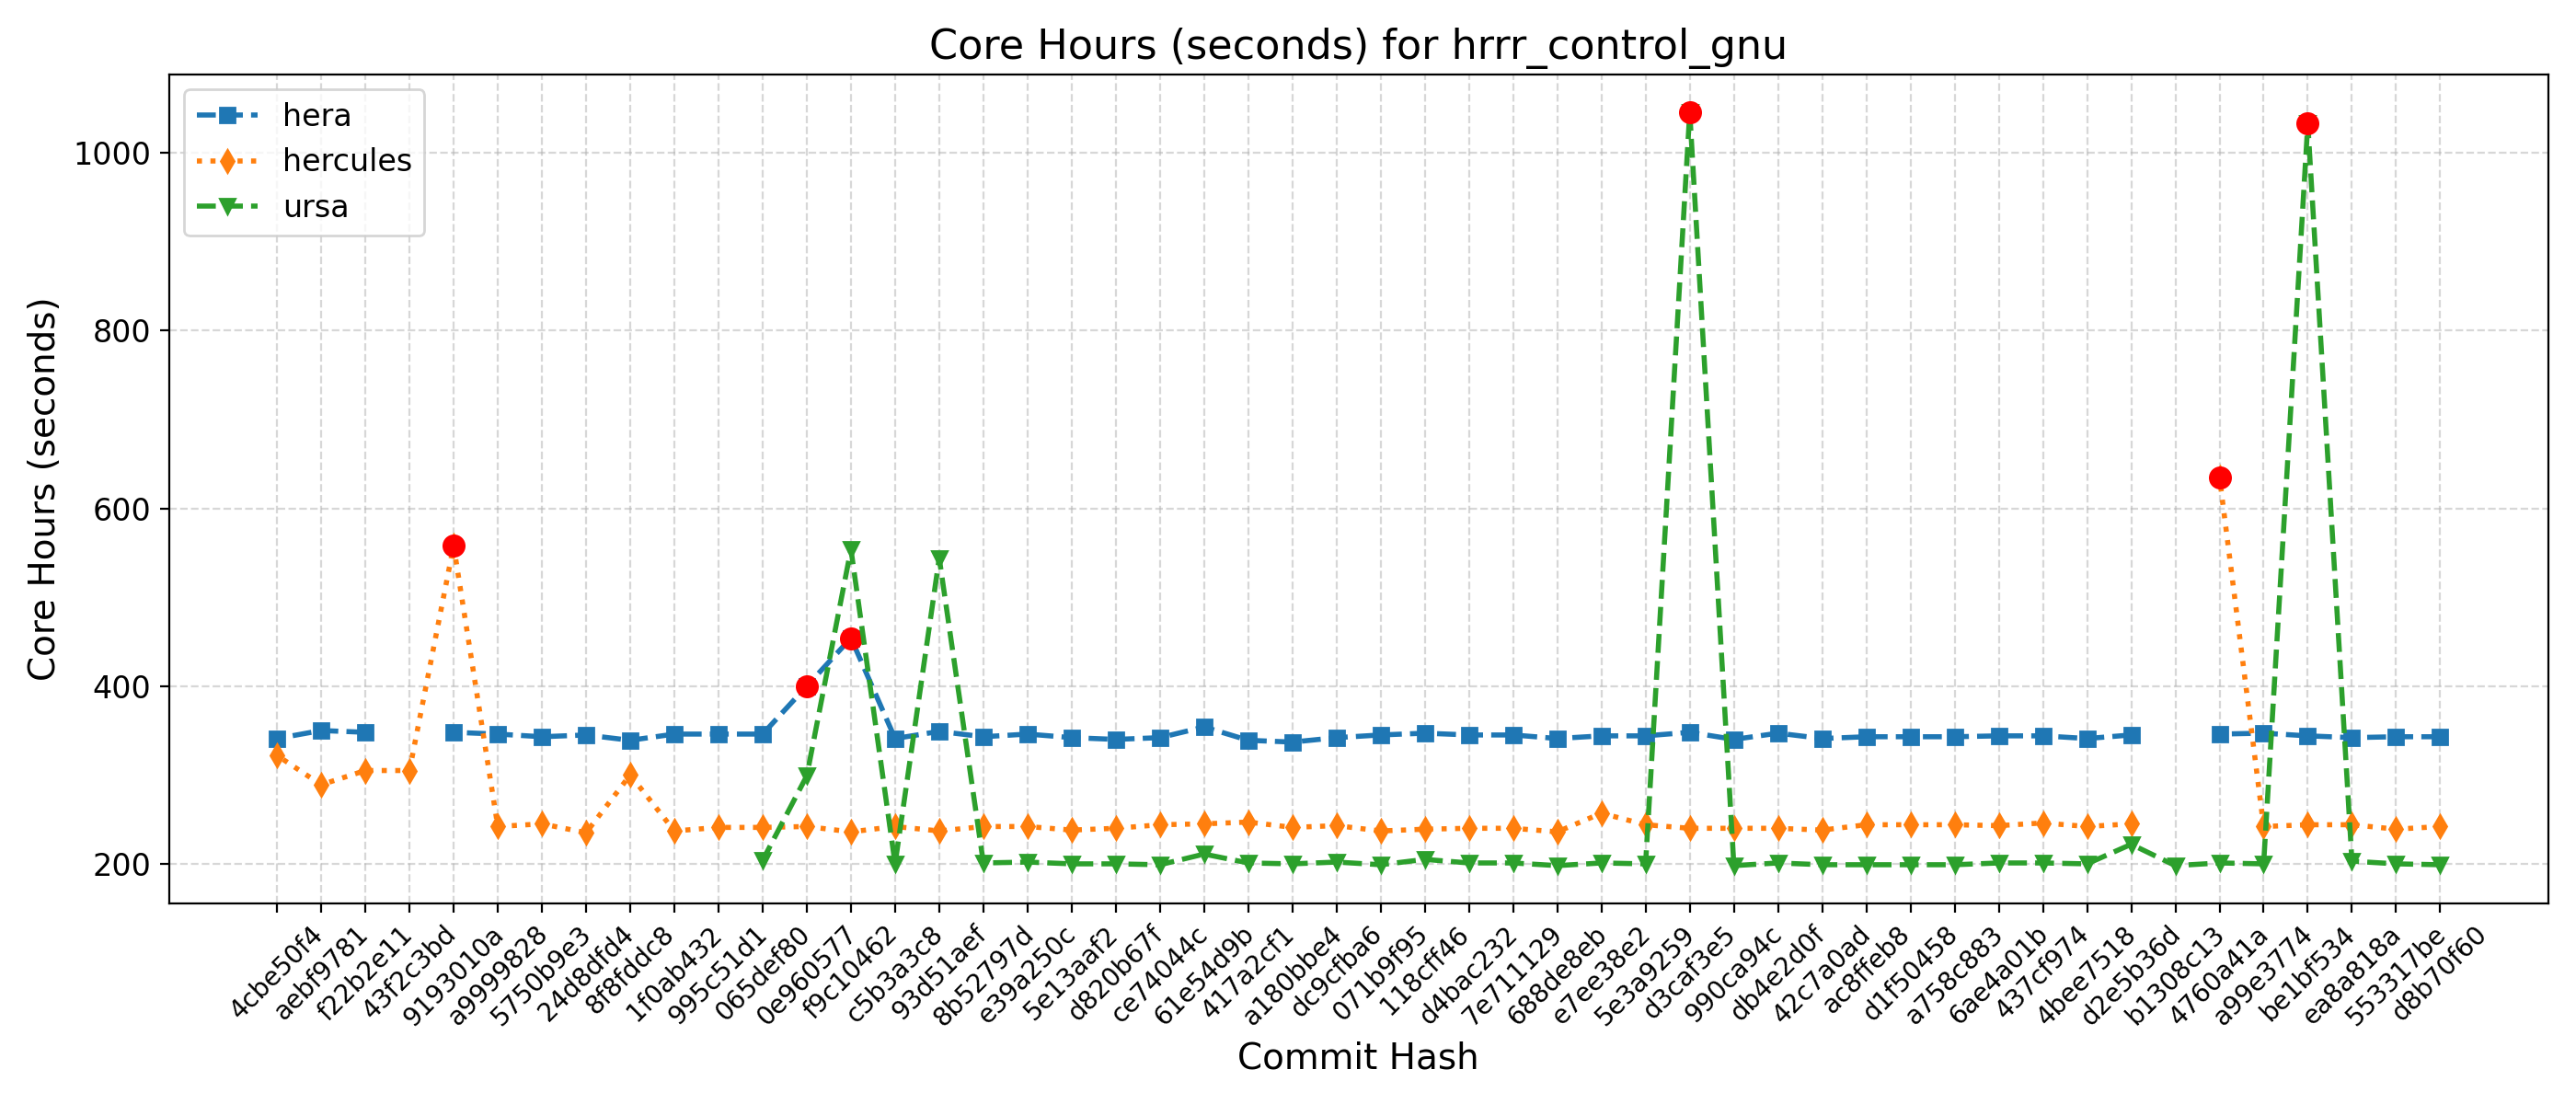 Core Hours (seconds) for hrrr_control_gnu
hera
hercules
ursa
1000
800
600
400
200
Core Hours (seconds)
4cbe50f4
aebf9781
f22b2e11
43f2c3bd
9193010a
a9999828
5750b9e3
24d8dfd4
8f8fddc8
1f0ab432
995c51d1
065def80
0e960577
f9c10462
c5b3a3c8
93d51aef
8b52797d
e39a250c
5e13aaf2
d820b67f
ce74044c
61e54d9b
417a2cf1
a180bbe4
dc9cfba6
071b9f95
118cff46
d4bac232
7e711129
688de8eb
e7ee38e2
5e3a9259
d3caf3e5
990ca94c
db4e2d0f
42c7a0ad
ac8ffeb8
d1f50458
a758c883
6ae4a01b
437cf974
4bee7518
d2e5b36d
b1308c13
4760a41a
a99e3774
be1bf534
ea8a818a
553317be
d8b70f60
Commit Hash